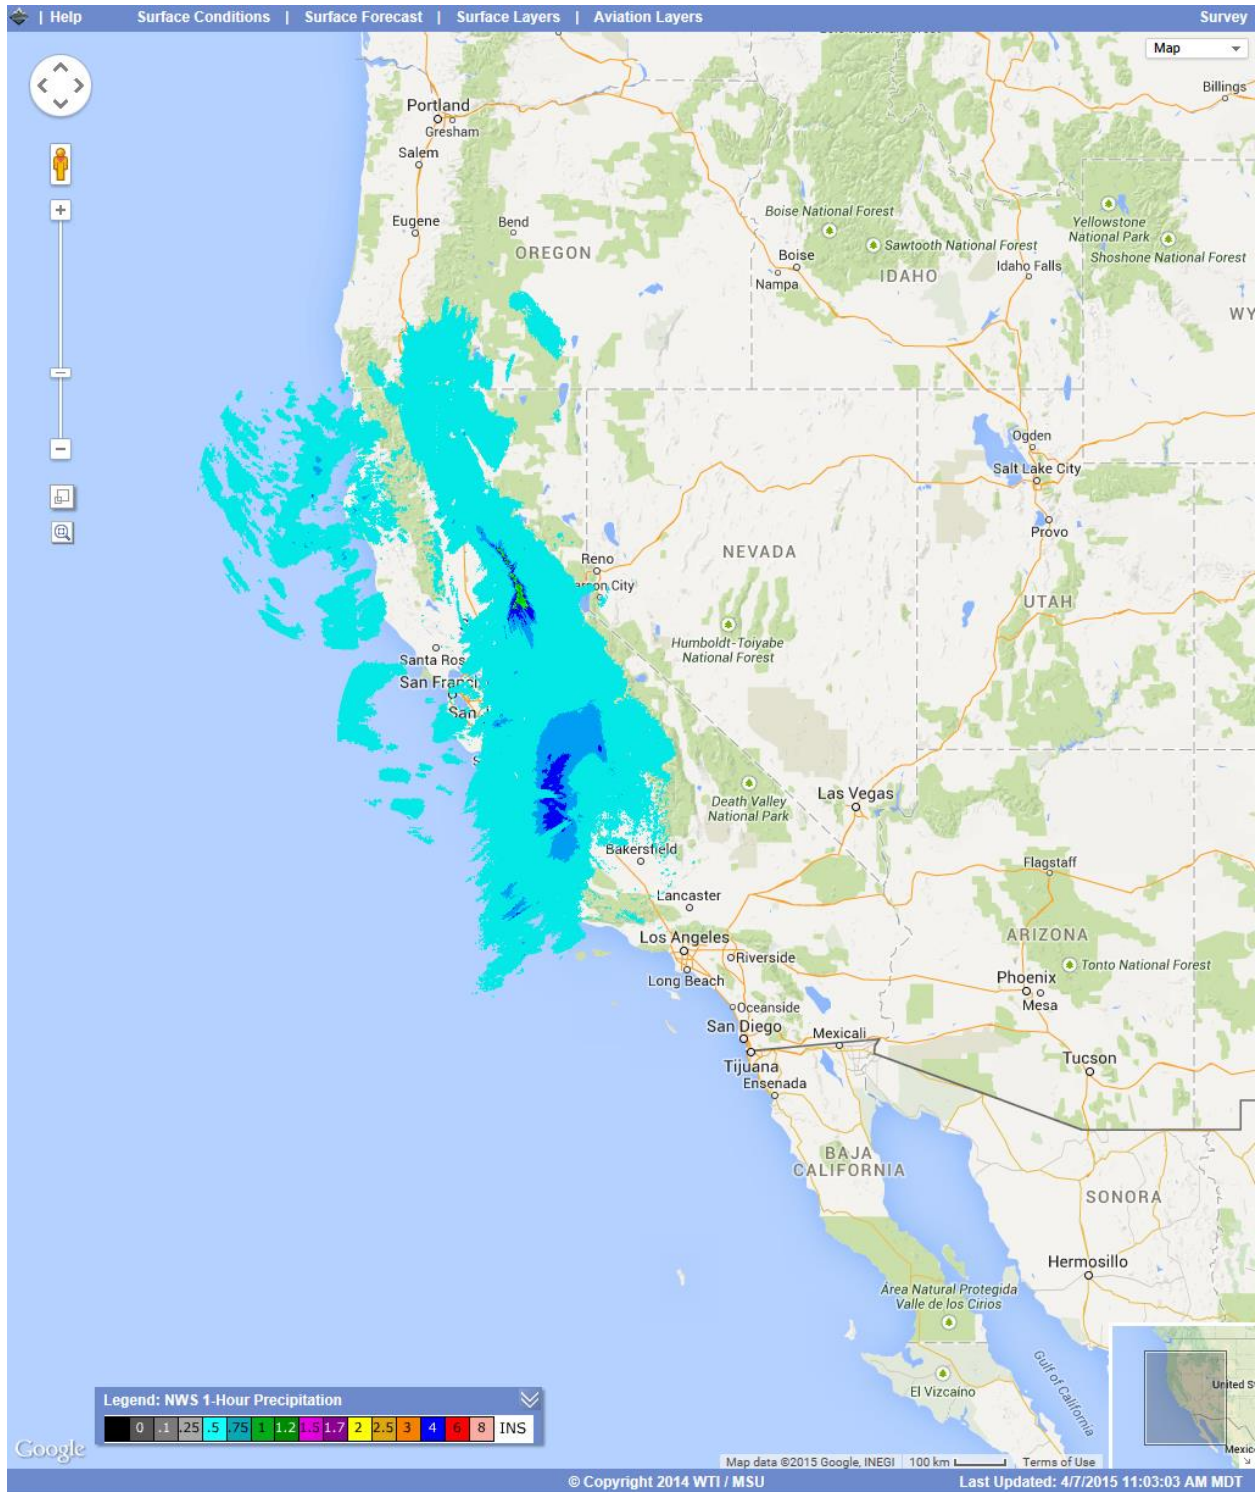 | Help Surface Conditions | Surface Forecast | Surface Layers | Aviation Layers Survey
Map
Billings
Portland
Gresham
Salem
Eugene
Bend
OREGON
Boise National Forest
Sawtooth National Forest
Yellowstone
National Park
Shoshone National Forest
Boise
Nampa
IDAHO
Idaho Falls
WY
Ogden
Salt Lake City
Provo
Reno
NEVADA
arson City
UTAH
Humboldt-Toiyabe
National Forest
Santa Ros
San Franci
San J
S
Death Valley
National Park
Las Vegas
Bakersfield
Flagstaff
Lancaster
Los Angeles
Riverside
Long Beach
ARIZONA
Tonto National Forest
Phoenix
Mesa
Oceanside
San Diego
Mexicali
Tijuana
Ensenada
Tucson
BAJA
CALIFORNIA
SONORA
Hermosillo
Área Natural Protegida
Valle de los Cirios
El Vizcaíno
Gulf of California
United S
Mexic
Legend: NWS 1-Hour Precipitation
0 .1 .25 .5 .75 1 1.2 1.5 1.7 2 2.5 3 4 6 8 INS
Google
Map data ©2015 Google, INEGI 100 km Terms of Use
© Copyright 2014 WTI / MSU Last Updated: 4/7/2015 11:03:03 AM MDT